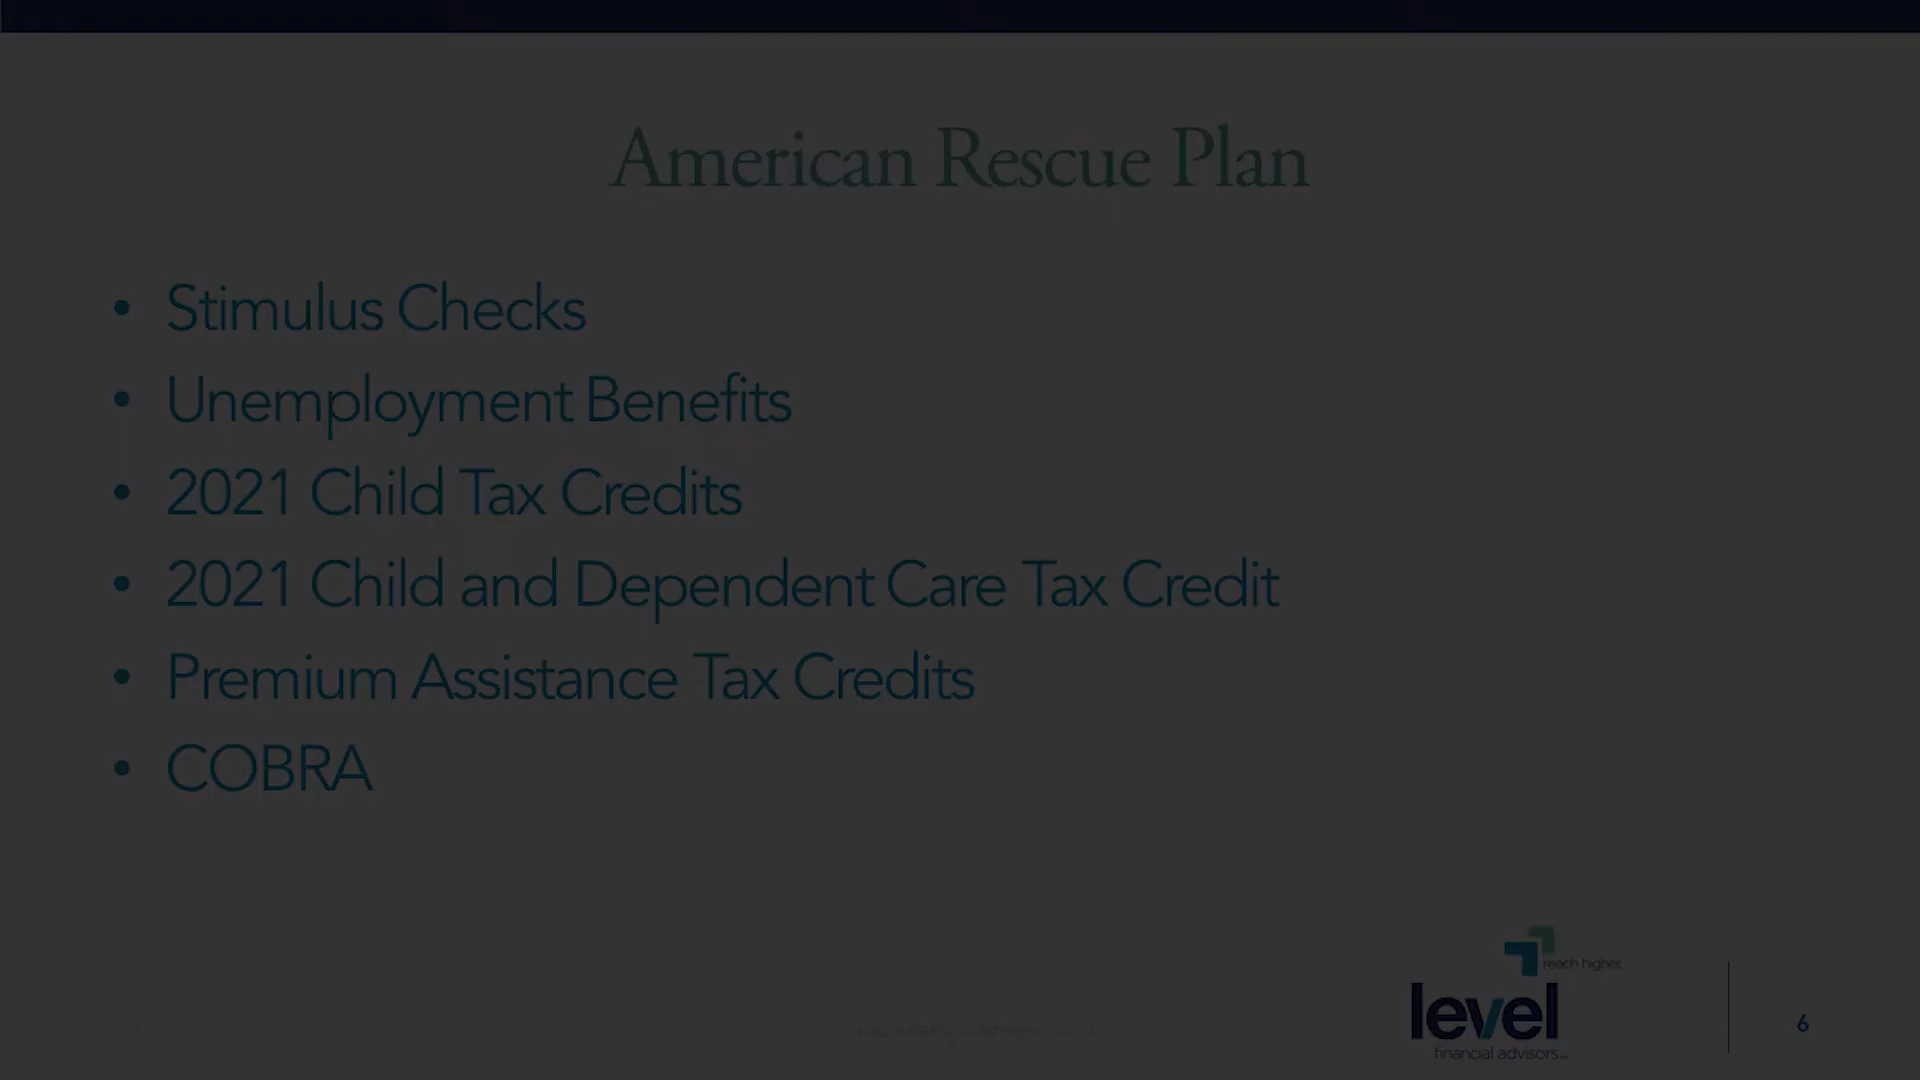 American Rescue Plan
• Stimulus Checks
• Unemployment Benefits
• 2021 Child Tax Credits
• 2021 Child and Dependent Care Tax Credit
• Premium Assistance Tax Credits
• COBRA
reach higher.
level
financial advisors
6